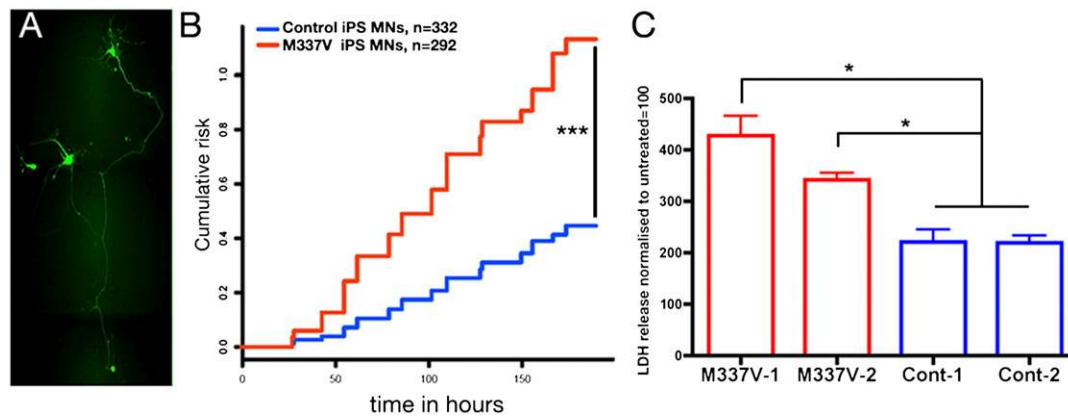 A
B
Control iPS MNs, n=332
M337V iPS MNs, n=292
Cumulative risk
1.0
0.8
0.6
0.4
0.2
0.0
***
0
50
100
150
time in hours
C
LDH release normalised to untreated=100
500
400
300
200
100
0
*
*
M337V-1
M337V-2
Cont-1
Cont-2